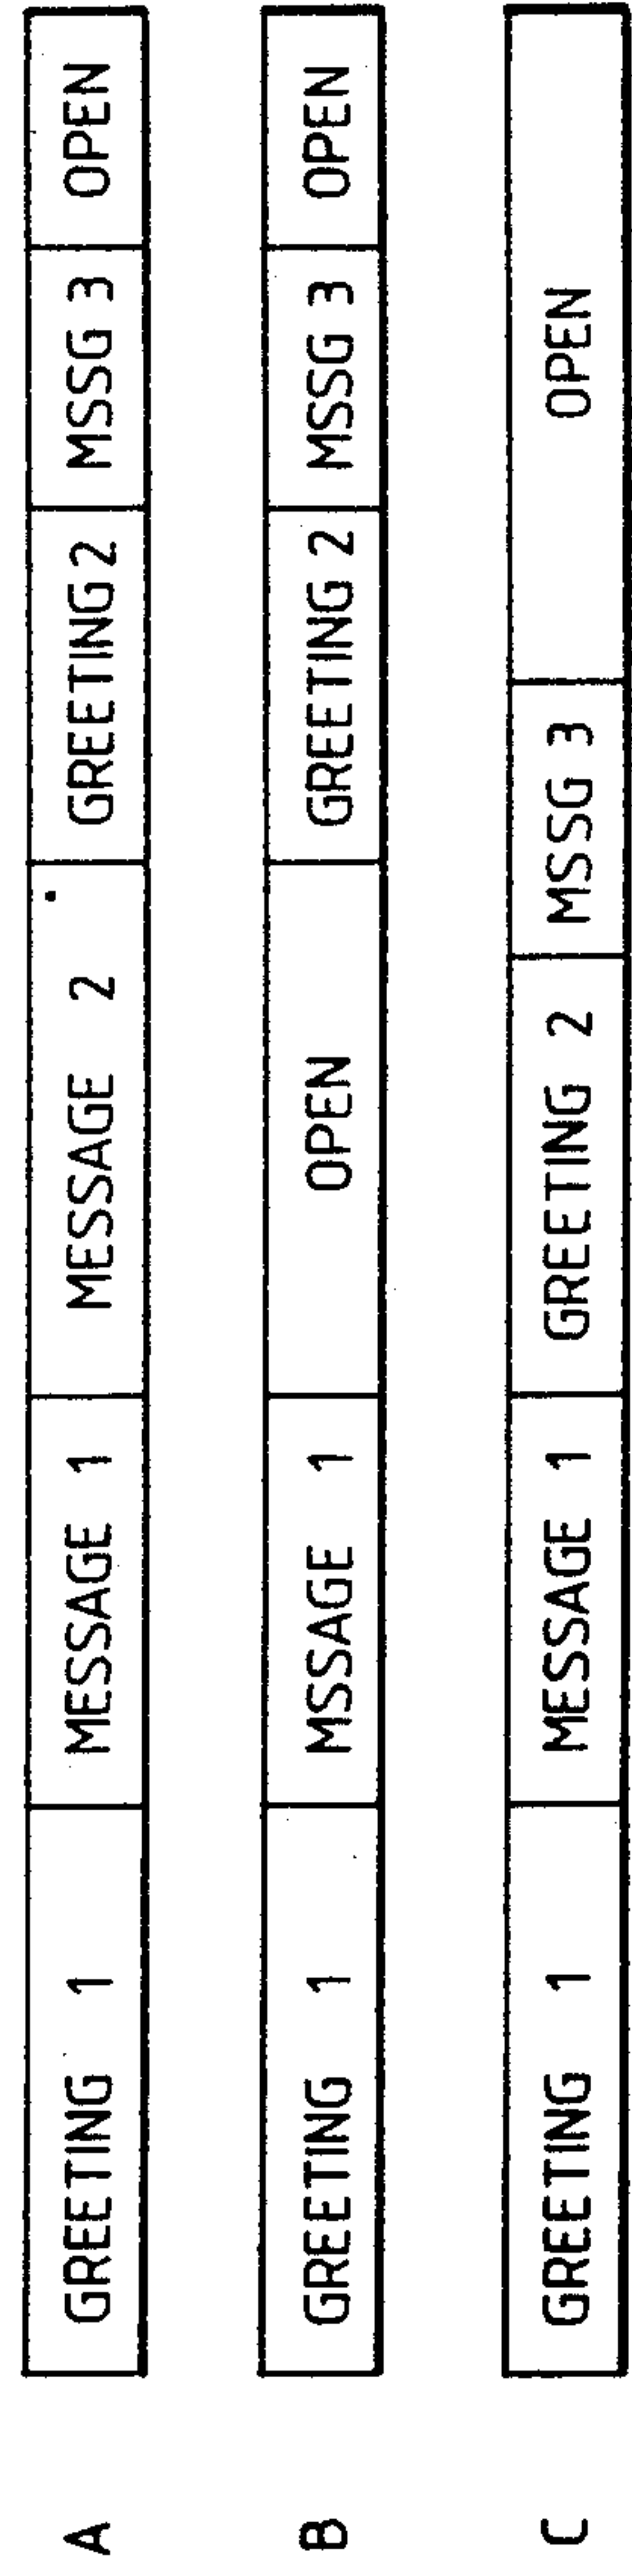 A GREETING 1 MESSAGE 1 MESSAGE 2 GREETING 2 MSSG 3 OPEN
B GREETING 1 MSSAGE 1 OPEN GREETING 2 MSSG 3 OPEN
C GREETING 1 MESSAGE 1 GREETING 2 MSSG 3 OPEN